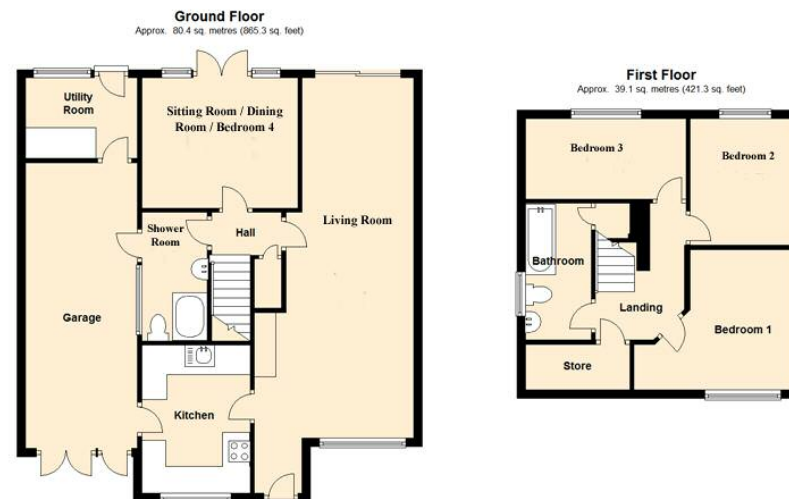 Ground Floor
Approx. 80.4 sq. metres (865.3 sq. feet)
Utility
Room
Sitting Room / Dining
Room / Bedroom 4
Shower
Room
Hall
Living Room
Garage
Kitchen
First Floor
Approx. 39.1 sq. metres (421.3 sq. feet)
Bedroom 3
Bedroom 2
Bathroom
Landing
Bedroom 1
Store